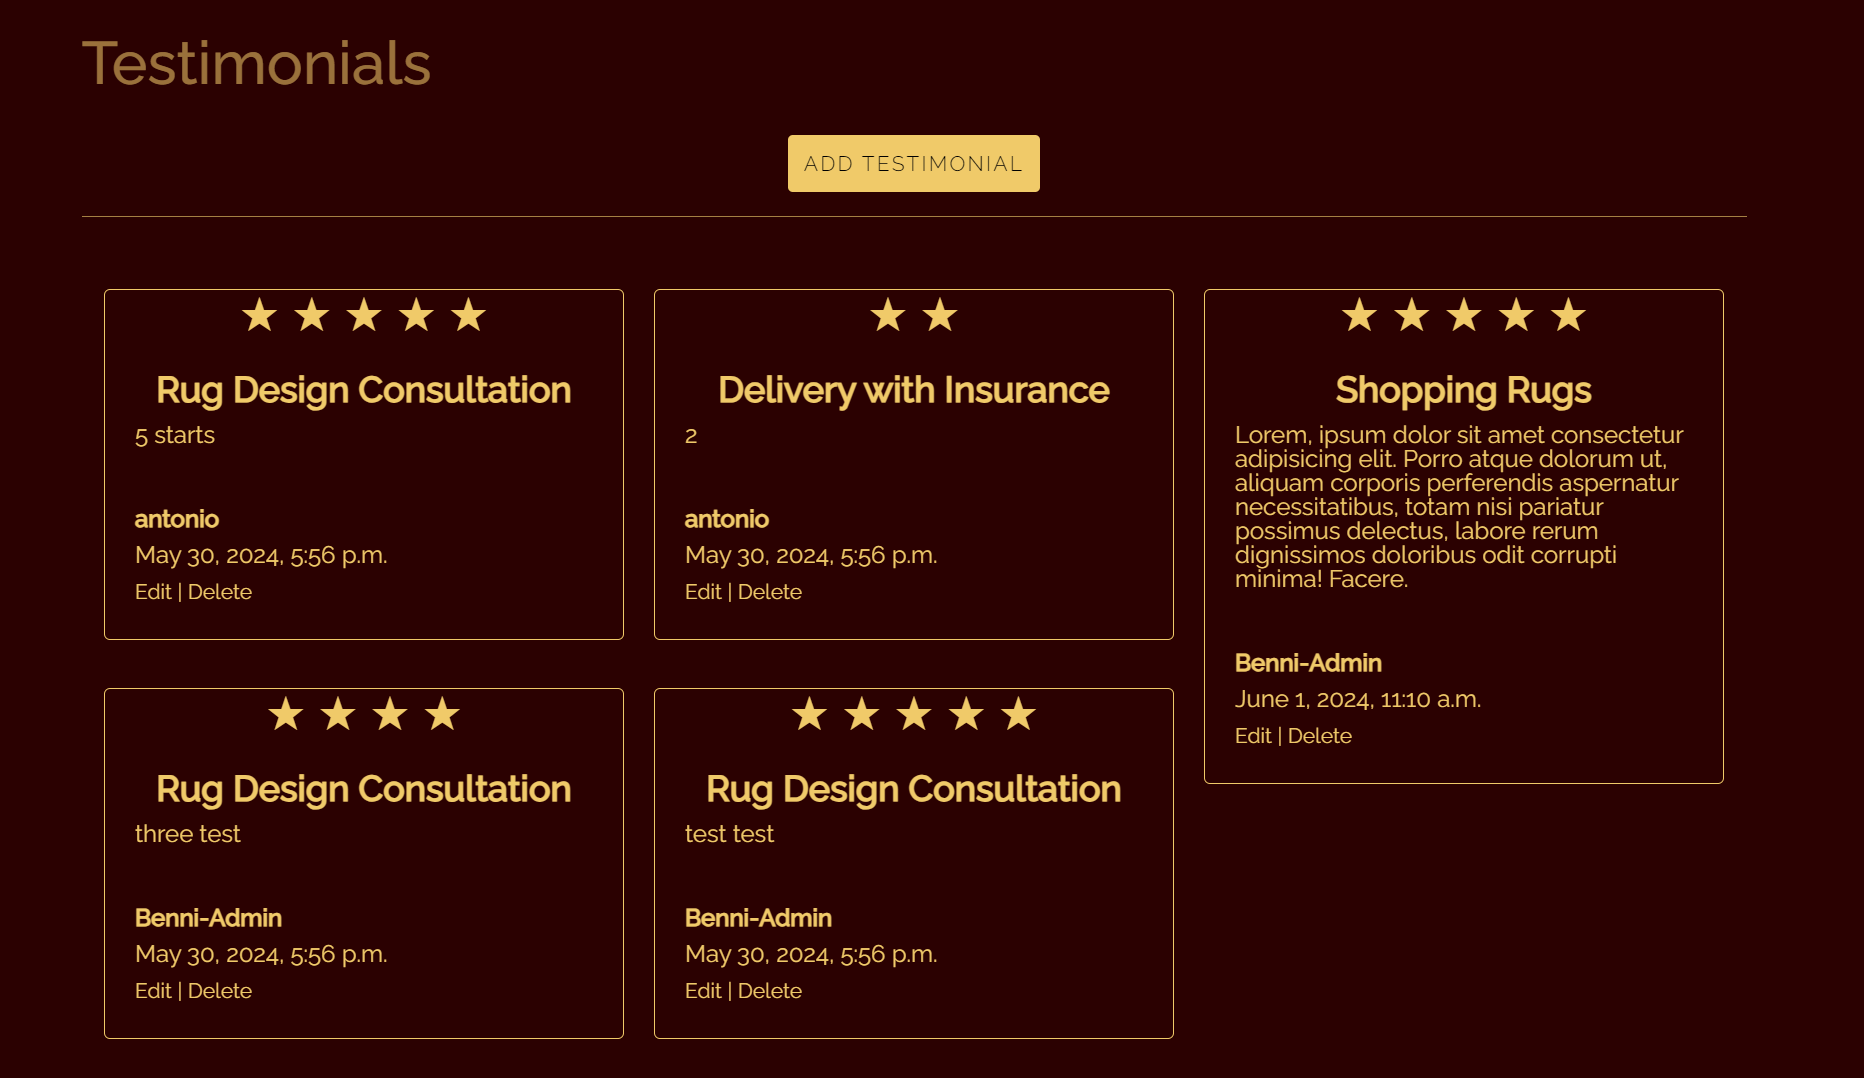 Testimonials
ADD TESTIMONIAL
Rug Design Consultation
5 starts
antonio
May 30, 2024, 5:56 p.m.
Edit | Delete
Delivery with Insurance
2
antonio
May 30, 2024, 5:56 p.m.
Edit | Delete
Shopping Rugs
Lorem, ipsum dolor sit amet consectetur
adipisicing elit. Porro atque dolorum ut,
aliquam corporis perferendis aspernatur
necessitatibus, totam nisi pariatur
possimus delectus, labore rerum
dignissimos doloribus odit corrupti
minima! Facere.
Benni-Admin
June 1, 2024, 11:10 a.m.
Edit | Delete
Rug Design Consultation
three test
Benni-Admin
May 30, 2024, 5:56 p.m.
Edit | Delete
Rug Design Consultation
test test
Benni-Admin
May 30, 2024, 5:56 p.m.
Edit | Delete